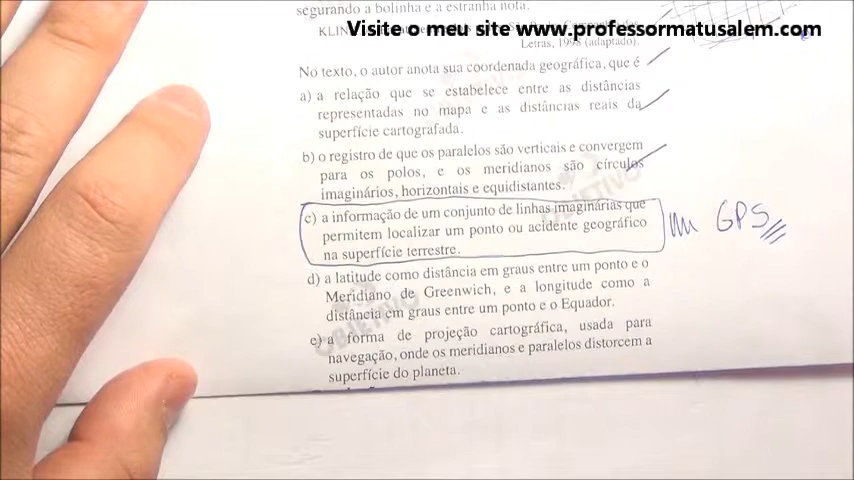 segurando a bolinha e a estranha nota.
Visite o meu site www.professormatusalem.com
KLIN
Letras, 1998 (adaptado).
No texto, o autor anota sua coordenada geográfica, que é
a) a relação que se estabelece entre as distâncias
representadas no mapa e as distâncias reais da
superfície cartografada.
b) o registro de que os paralelos são verticais e convergem
para os polos, e os meridianos são círculos
imaginários, horizontais e equidistantes.
c) a informação de um conjunto de linhas imaginárias que
permitem localizar um ponto ou acidente geográfico
na superfície terrestre.
GPS
d) a latitude como distância em graus entre um ponto e o
Meridiano de Greenwich, e a longitude como a
distância em graus entre um ponto e o Equador.
e) a forma de projeção cartográfica, usada para
navegação, onde os meridianos e paralelos distorcem a
superfície do planeta.
OBJETIVO
OBJETIVO